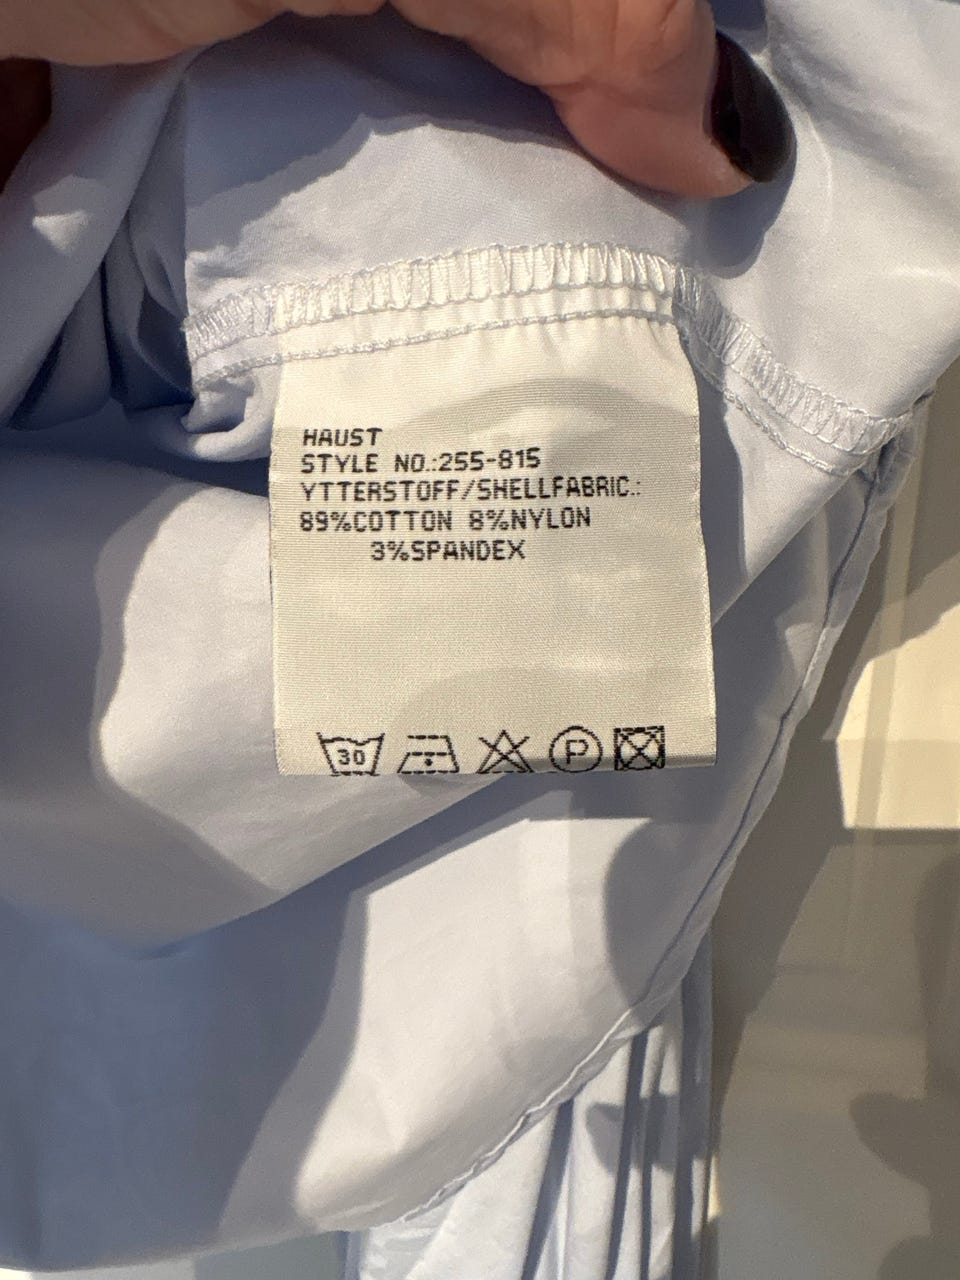 HAUST
STYLE NO.:255-815
YTTERSTOFF/SHELLFABRIC.:
89%COTTON 8%NYLON
3%SPANDEX
30 P